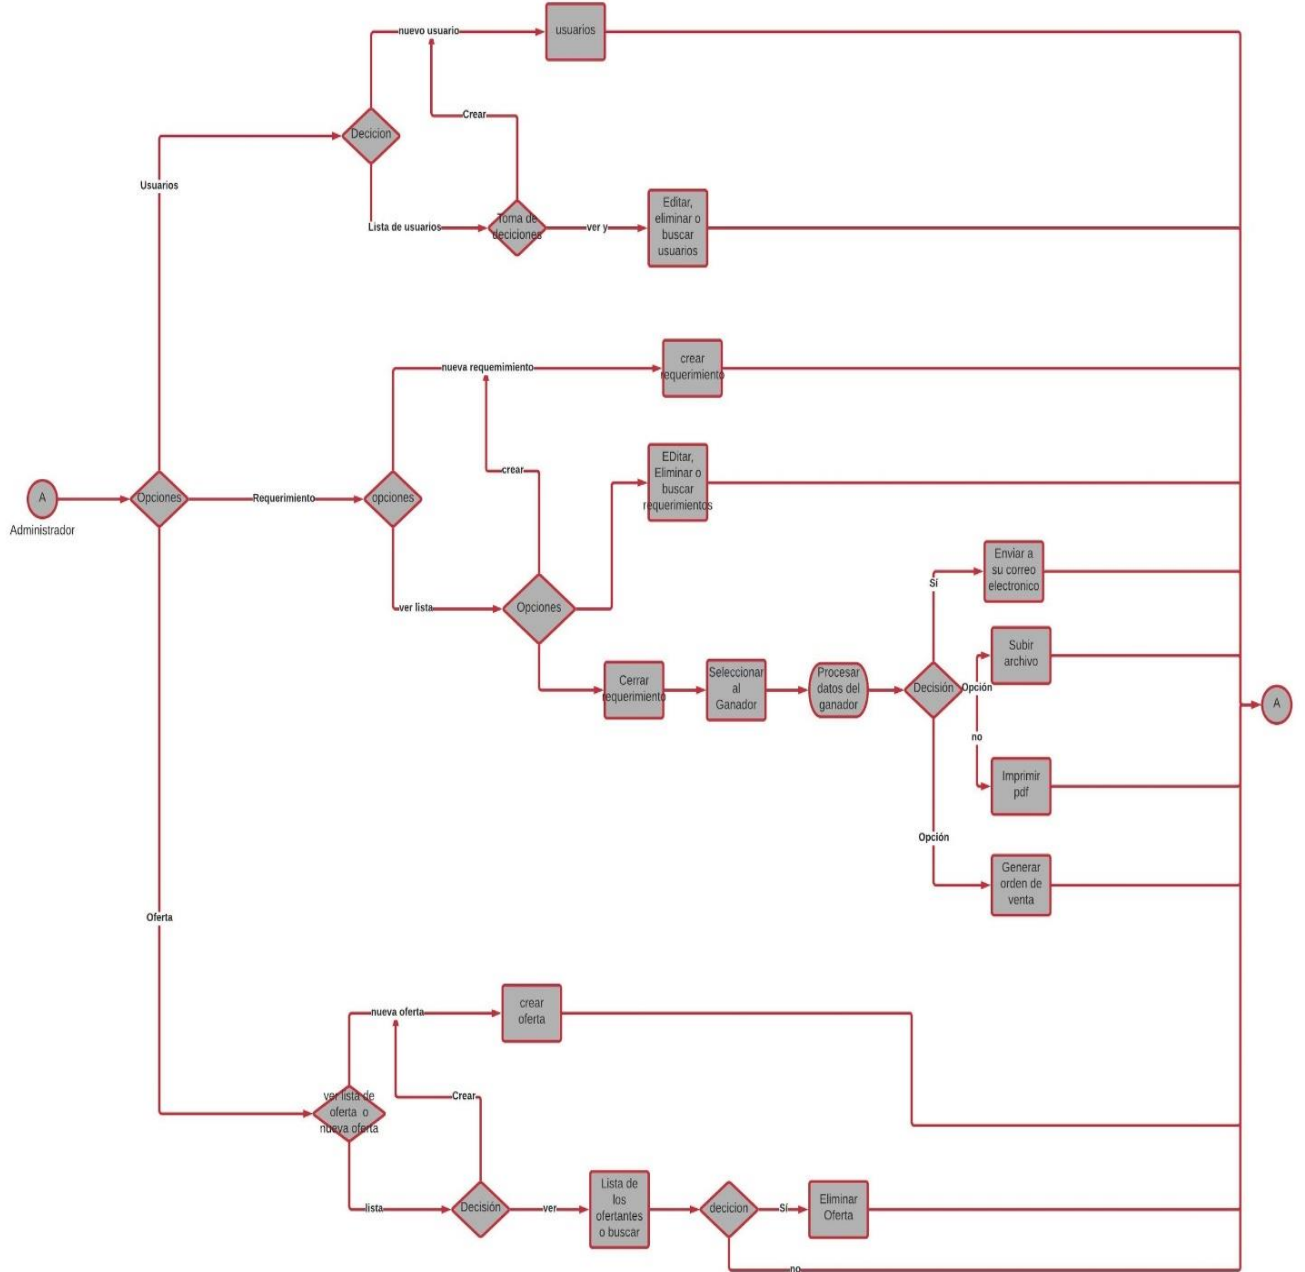 nuevo usuario
usuarios
Crear
Decicion
Usuarios
Lista de usuarios
Toma de
deciciones
ver y
Editar,
eliminar o
buscar
usuarios
nueva requemimiento
crear
requerimiento
crear
EDitar,
Eliminar o
buscar
requerimientos
A
Administrador
Opciones
Requerimiento
opciones
ver lista
Opciones
Cerrar
requerimiento
Seleccionar
al
Ganador
Procesar
datos del
ganador
Decisión
Sí
Enviar a
su correo
electronico
Opción
Subir
archivo
no
Imprimir
pdf
Opción
Generar
orden de
venta
A
Oferta
nueva oferta
crear
oferta
ver lista de
oferta o
nueva oferta
Crear
lista
Decisión
ver
Lista de
los
ofertantes
o buscar
decicion
Sí
Eliminar
Oferta
no